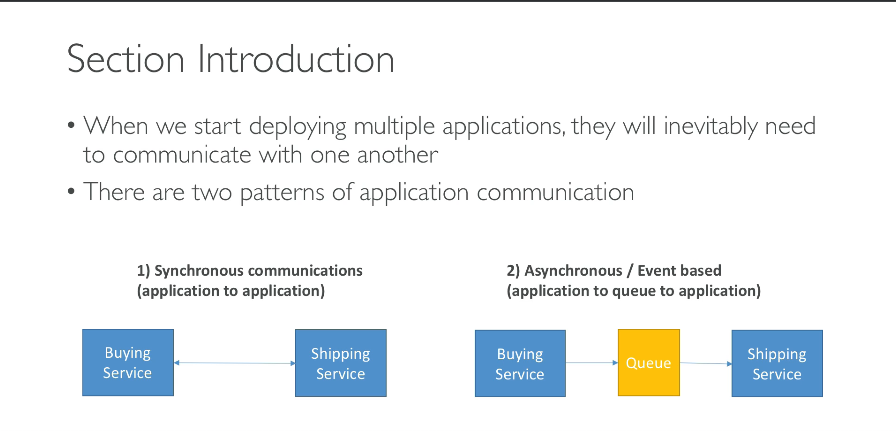 Section Introduction
• When we start deploying multiple applications, they will inevitably need
to communicate with one another
• There are two patterns of application communication
1) Synchronous communications
(application to application)
2) Asynchronous / Event based
(application to queue to application)
Buying
Service
Shipping
Service
Buying
Service
Queue
Shipping
Service